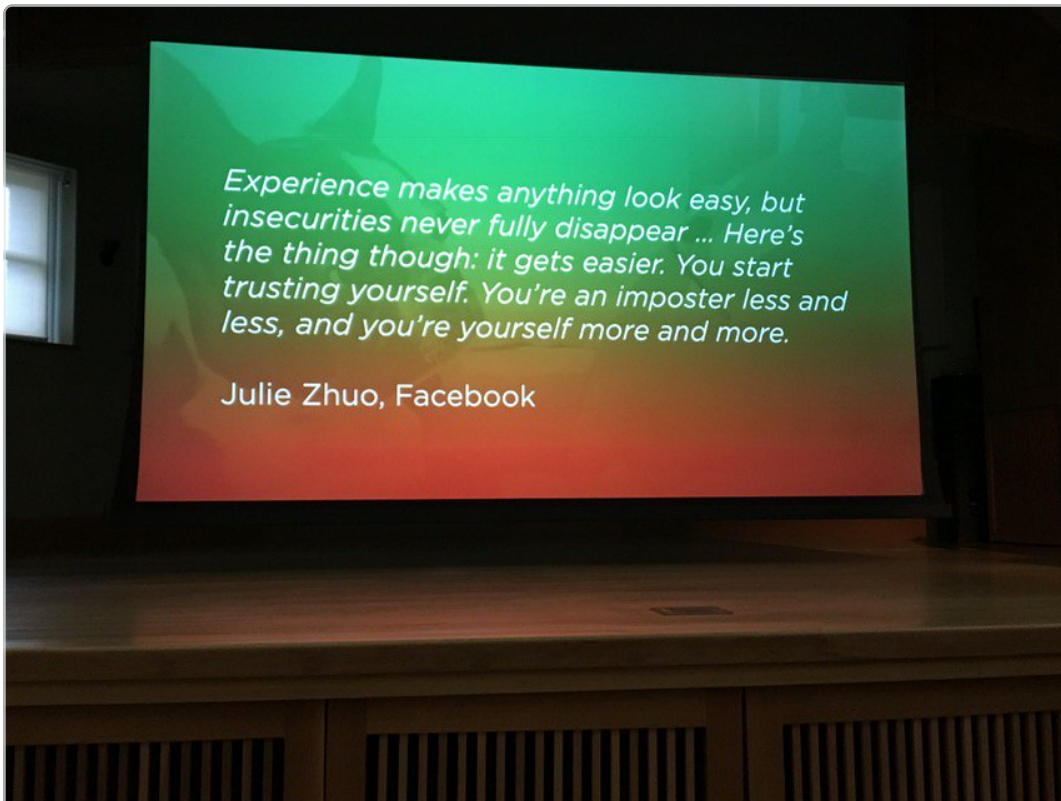 Experience makes anything look easy, but
insecurities never fully disappear ... Here's
the thing though: it gets easier. You start
trusting yourself. You're an imposter less and
less, and you're yourself more and more.
Julie Zhuo, Facebook